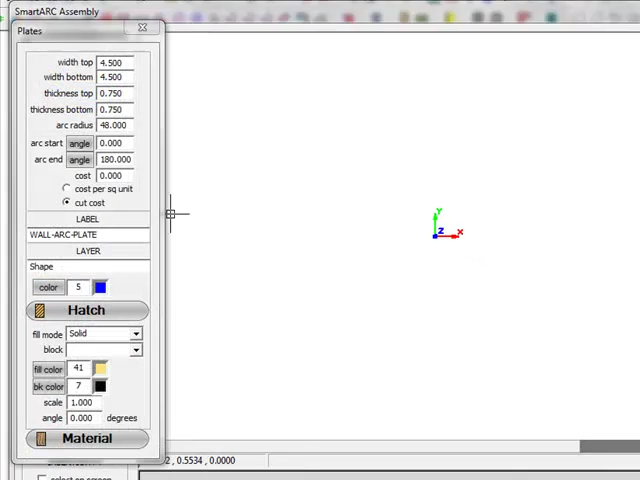 SmartARC Assembly
Plates
width top 4.500
width bottom 4.500
thickness top 0.750
thickness bottom 0.750
arc radius 48.000
arc start angle 0.000
arc end angle 180.000
cost 0.000
cost per sq unit
cut cost
LABEL
WALL-ARC-PLATE
LAYER
Shape
color 5
Hatch
fill mode Solid
block
fill color 41
bk color 7
scale 1.000
angle 0.000 degrees
Material
select on screen
2 , 0.5534 , 0.0000
Y
Z X